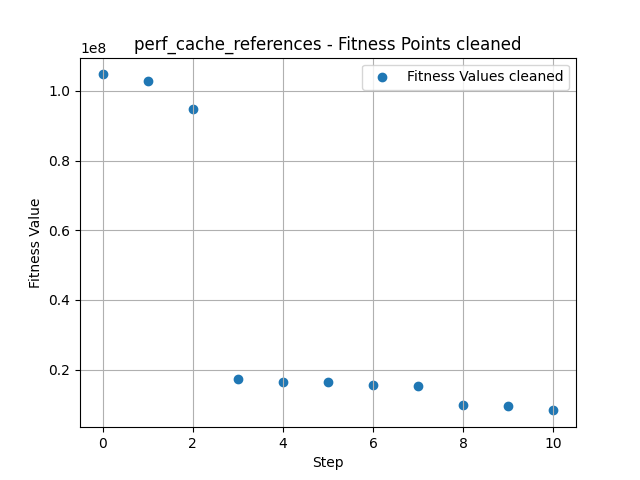 perf_cache_references - Fitness Points cleaned
1e8
Fitness Values cleaned
1.0
0.8
0.6
0.4
0.2
Fitness Value
0 2 4 6 8 10
Step